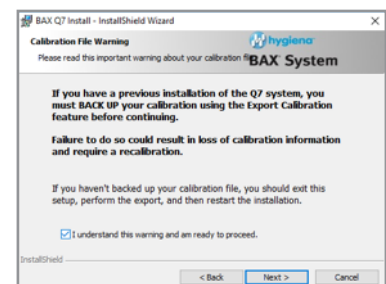 BAX Q7 Install - InstallShield Wizard
Calibration File Warning
hygiena
Please read this important warning about your calibration
BAX System
If you have a previous installation of the Q7 system, you
must BACK UP your calibration using the Export Calibration
feature before continuing.
Failure to do so could result in loss of calibration information
and require a recalibration.
If you haven't backed up your calibration file, you should exit this
setup, perform the export, and then restart the installation.
I understand this warning and am ready to proceed.
InstallShield
< Back
Next >
Cancel